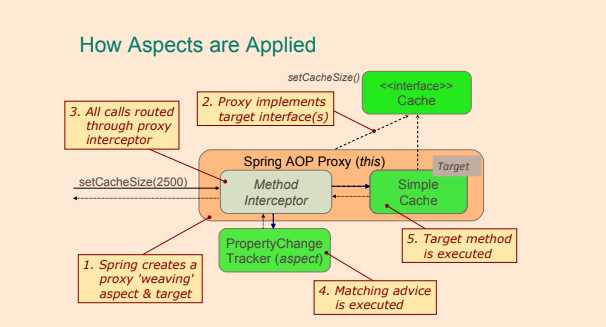 How Aspects are Applied
setCacheSize()
<<interface>>
Cache
3. All calls routed
through proxy
interceptor
2. Proxy implements
target interface(s)
Spring AOP Proxy (this)
Target
setCacheSize(2500)
Method
Interceptor
Simple
Cache
PropertyChange
Tracker (aspect)
1. Spring creates a
proxy 'weaving'
aspect & target
5. Target method
is executed
4. Matching advice
is executed